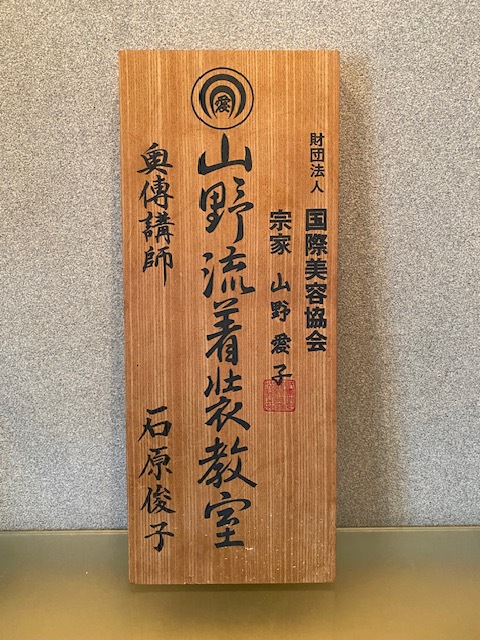 財団法人 国際美容協会
宗家 山野愛子
愛
山野流着装教室
奥傳講師 石原俊子